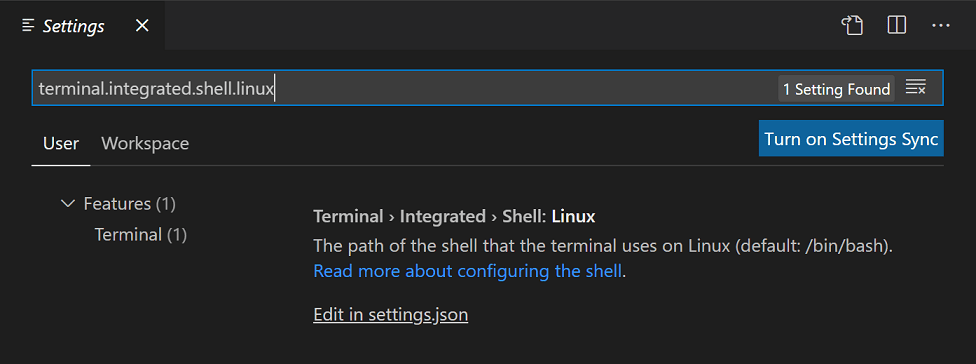 Settings
terminal.integrated.shell.linux
1 Setting Found
User
Workspace
Turn on Settings Sync
Features (1)
Terminal (1)
Terminal › Integrated › Shell: Linux
The path of the shell that the terminal uses on Linux (default: /bin/bash).
Read more about configuring the shell.
Edit in settings.json